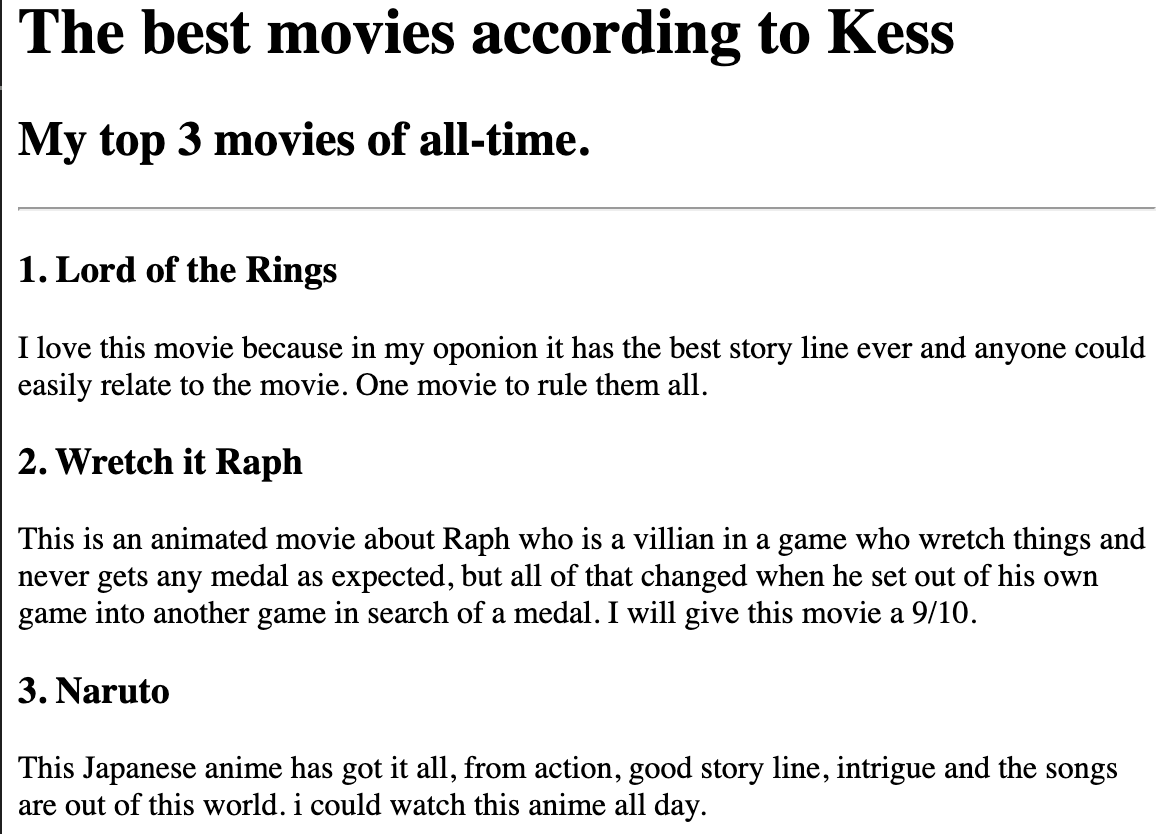 The best movies according to Kess
My top 3 movies of all-time.
1. Lord of the Rings
I love this movie because in my oponion it has the best story line ever and anyone could
easily relate to the movie. One movie to rule them all.
2. Wretch it Raph
This is an animated movie about Raph who is a villian in a game who wretch things and
never gets any medal as expected, but all of that changed when he set out of his own
game into another game in search of a medal. I will give this movie a 9/10.
3. Naruto
This Japanese anime has got it all, from action, good story line, intrigue and the songs
are out of this world. i could watch this anime all day.